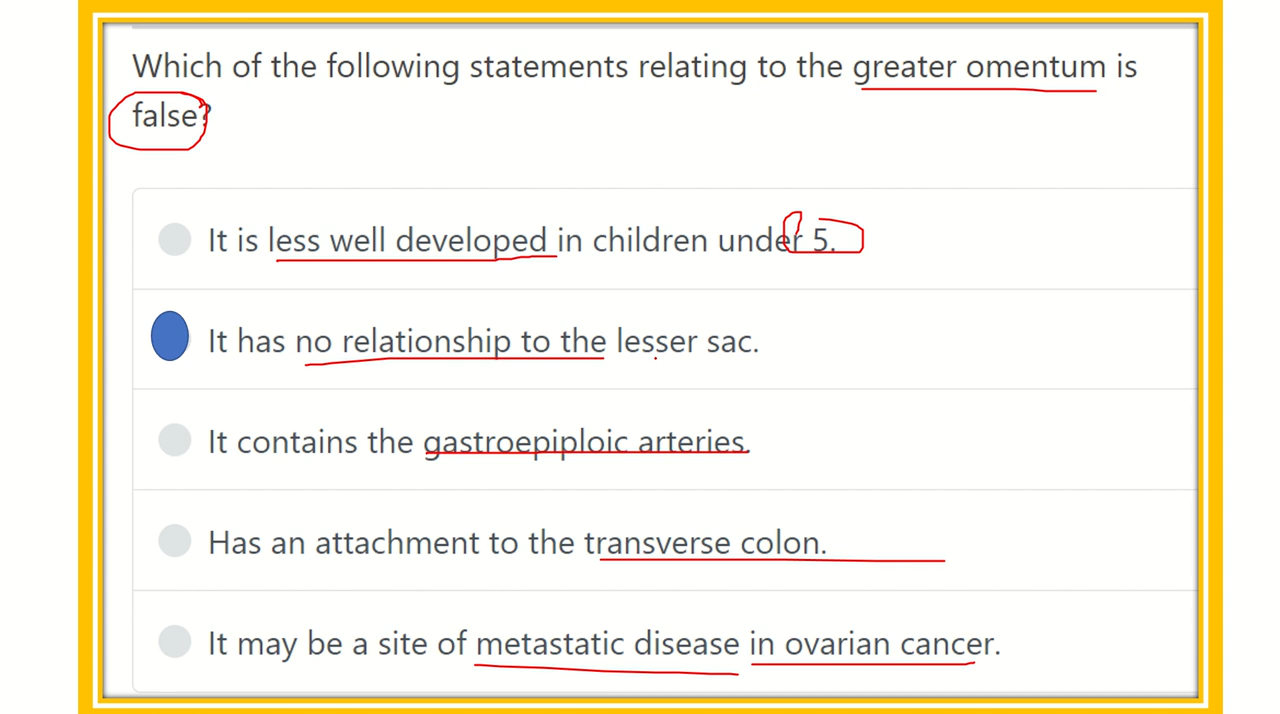 Which of the following statements relating to the greater omentum is
false?
It is less well developed in children under 5.
It has no relationship to the lesser sac.
It contains the gastroepiploic arteries.
Has an attachment to the transverse colon.
It may be a site of metastatic disease in ovarian cancer.